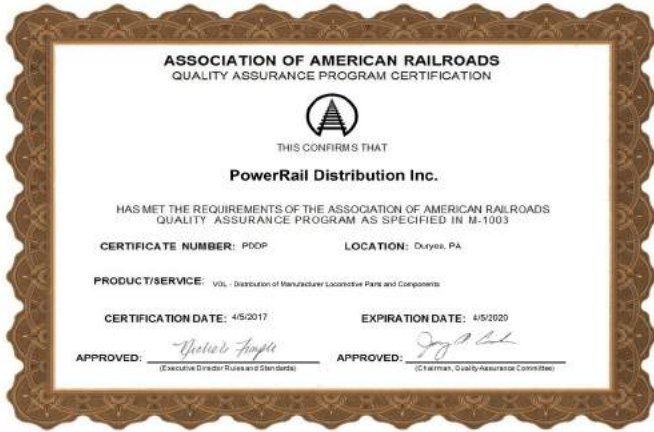 ASSOCIATION OF AMERICAN RAILROADS
QUALITY ASSURANCE PROGRAM CERTIFICATION
THIS CONFIRMS THAT
PowerRail Distribution Inc.
HAS MET THE REQUIREMENTS OF THE ASSOCIATION OF AMERICAN RAILROADS
QUALITY ASSURANCE PROGRAM AS SPECIFIED IN M-1003
CERTIFICATE NUMBER: PDDP LOCATION: Duryea, PA
PRODUCT/SERVICE: VOL - Distribution of Manufacturer Locomotive Parts and Components
CERTIFICATION DATE: 4/5/2017 EXPIRATION DATE: 4/5/2020
APPROVED: APPROVED:
(Executive Director Rules and Standards) (Chairman, Quality Assurance Committee)